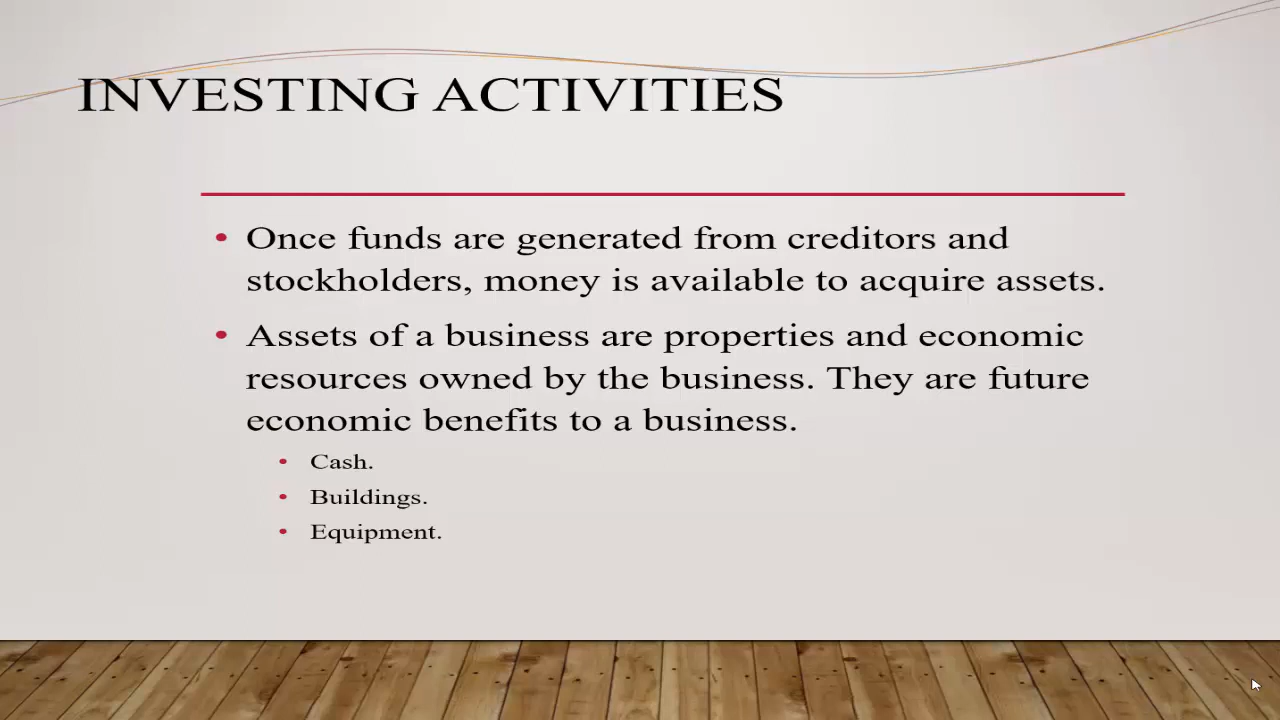 INVESTING ACTIVITIES
• Once funds are generated from creditors and
stockholders, money is available to acquire assets.
• Assets of a business are properties and economic
resources owned by the business. They are future
economic benefits to a business.
• Cash.
• Buildings.
• Equipment.